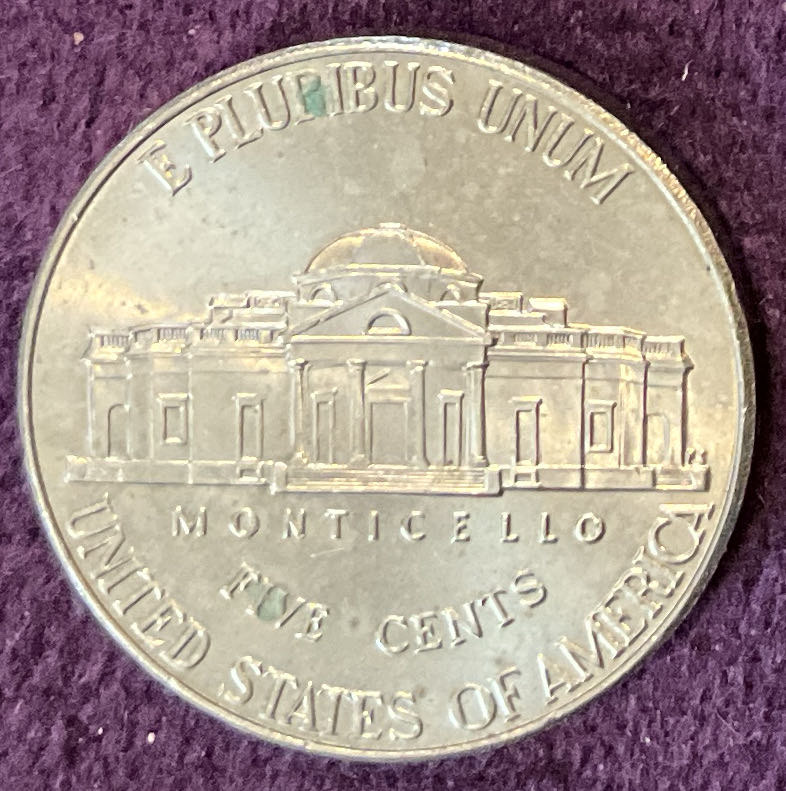 E PLURIBUS UNUM
MONTICELLO
FIVE CENTS
UNITED STATES OF AMERICA